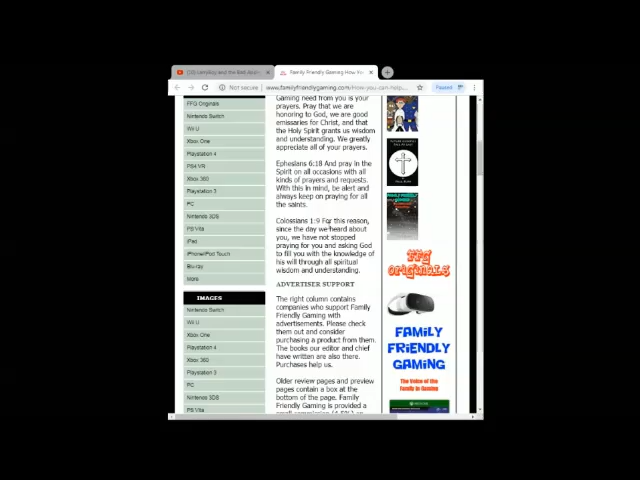 Family Friendly Gaming How Yo
Not secure
www.familyfriendlygaming.com/How-you-can-help...
Paused
FFG Originals
Nintendo Switch
Wii U
Xbox One
Playstation 4
PS4 VR
Xbox 360
Playstation 3
PC
Nintendo 3DS
PS Vita
iPad
iPhone/iPod Touch
Blu-ray
More
IMAGES
Nintendo Switch
Wii U
Xbox One
Playstation 4
Xbox 360
Playstation 3
PC
Nintendo 3DS
PS Vita
Gaming need from you is your
prayers. Pray that we are
honoring to God, we are good
emissaries for Christ, and that
the Holy Spirit grants us wisdom
and understanding. We greatly
appreciate all of your prayers.
Ephesians 6:18 And pray in the
Spirit on all occasions with all
kinds of prayers and requests.
With this in mind, be alert and
always keep on praying for all
the saints.
Colossians 1:9 For this reason,
since the day we heard about
you, we have not stopped
praying for you and asking God
to fill you with the knowledge of
his will through all spiritual
wisdom and understanding.
ADVERTISER SUPPORT
The right column contains
companies who support Family
Friendly Gaming with
advertisements. Please check
them out and consider
purchasing a product from them.
The books our editor and chief
have written are also there.
Purchases help us.
Older review pages and preview
pages contain a box at the
bottom of the page. Family
Friendly Gaming is provided a
FFG
ORIGINALS
FAMILY
FRIENDLY
GAMING
The Voice of the
Family in Gaming